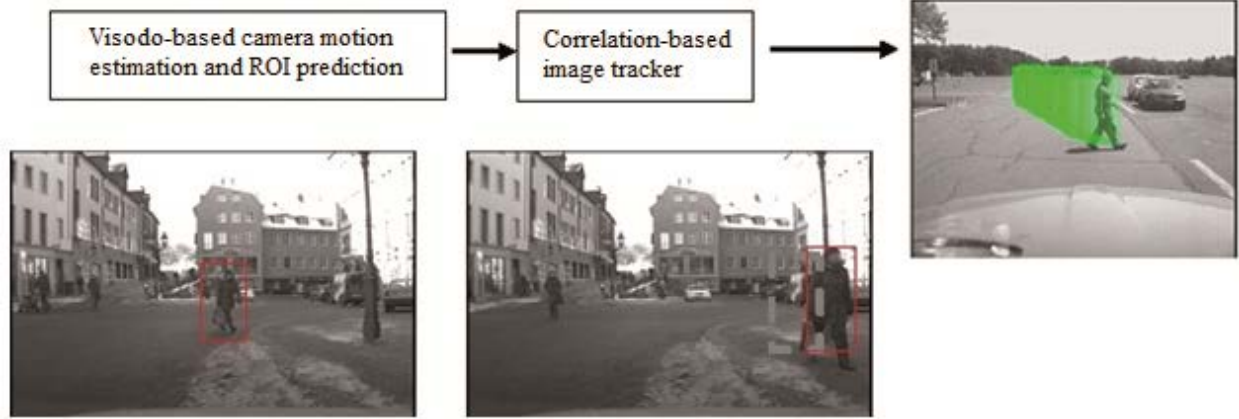 Visodo-based camera motion
estimation and ROI prediction
Correlation-based
image tracker